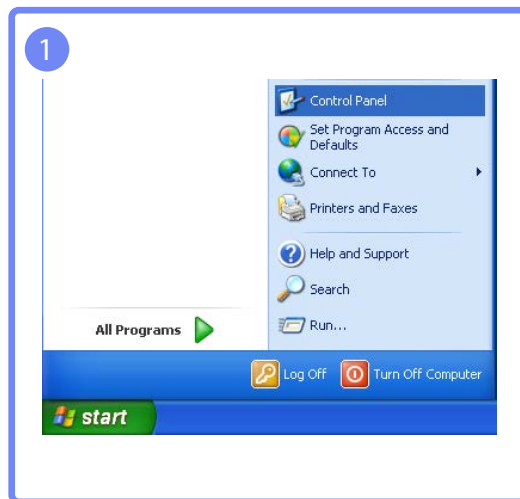 1
Control Panel
Set Program Access and
Defaults
Connect To
Printers and Faxes
Help and Support
Search
All Programs
Run...
Log Off
Turn Off Computer
start